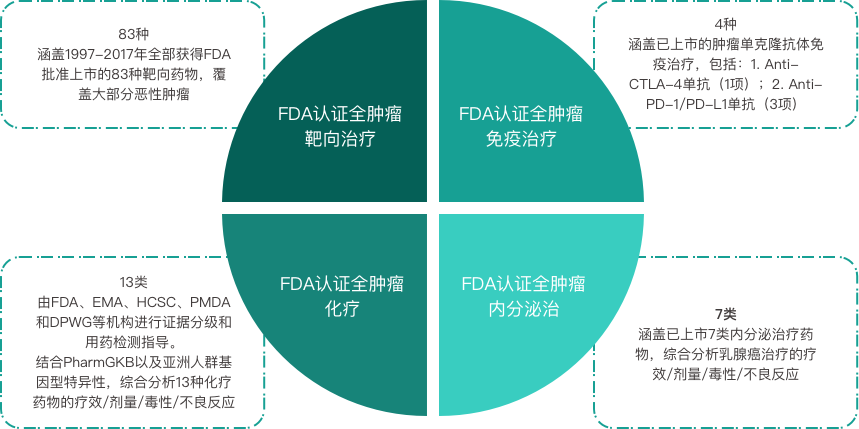 83种
涵盖1997-2017年全部获得FDA
批准上市的83种靶向药物，覆
盖大部分恶性肿瘤
FDA认证全肿瘤
靶向治疗
FDA认证全肿瘤
免疫治疗
4种
涵盖已上市的肿瘤单克隆抗体免
疫治疗，包括：1. Anti-
CTLA-4单抗（1项）；2. Anti-
PD-1/PD-L1单抗（3项）
13类
由FDA、EMA、HCSC、PMDA
和DPWG等机构进行证据分级和
用药检测指导。
结合PharmGKB以及亚洲人群基
因型特异性，综合分析13种化疗
药物的疗效/剂量/毒性/不良反应
FDA认证全肿瘤
化疗
FDA认证全肿瘤
内分泌治
7类
涵盖已上市7类内分泌治疗药
物，综合分析乳腺癌治疗的疗
效/剂量/毒性/不良反应